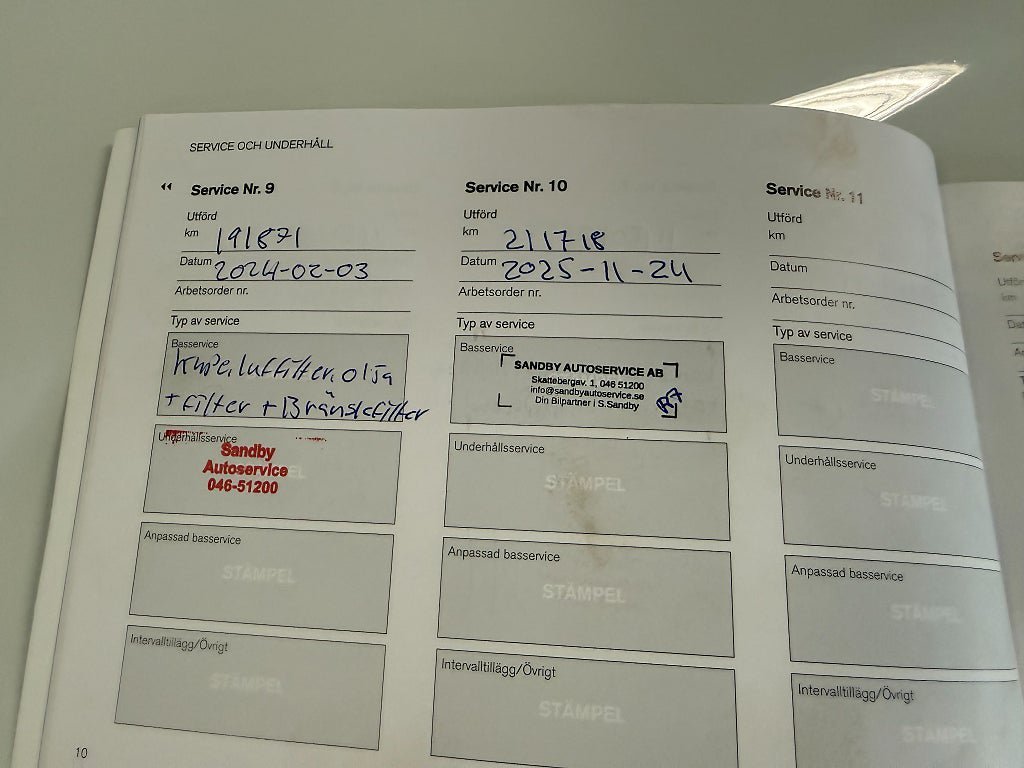 SERVICE OCH UNDERHÅLL
Service Nr. 9
Utförd
km 191871
Datum 2024-02-03
Arbetsorder nr.
Typ av service
Basservice
luftfilter, olja
+ filter + Bränslefilter
Underhållsservice
Sandby
Autoservice
046-51200
Anpassad basservice
STÄMPEL
Intervalltillägg/Övrigt
STÄMPEL
10
Service Nr. 10
Utförd
km 211718
Datum 2025-11-24
Arbetsorder nr.
Typ av service
Basservice
SANDBY AUTOSERVICE AB
Skattebergav. 1, 046 51200
info@sandbyautoservice.se
Din Bilpartner i S.Sandby
Underhållsservice
STÄMPEL
Anpassad basservice
STÄMPEL
Intervalltillägg/Övrigt
STÄMPEL
Service Nr. 11
Utförd
km
Datum
Arbetsorder nr.
Typ av service
Basservice
STÄMPEL
Underhållsservice
STÄMPEL
Anpassad basservice
STÄMPEL
Intervalltillägg/Övrigt
STÄMPEL